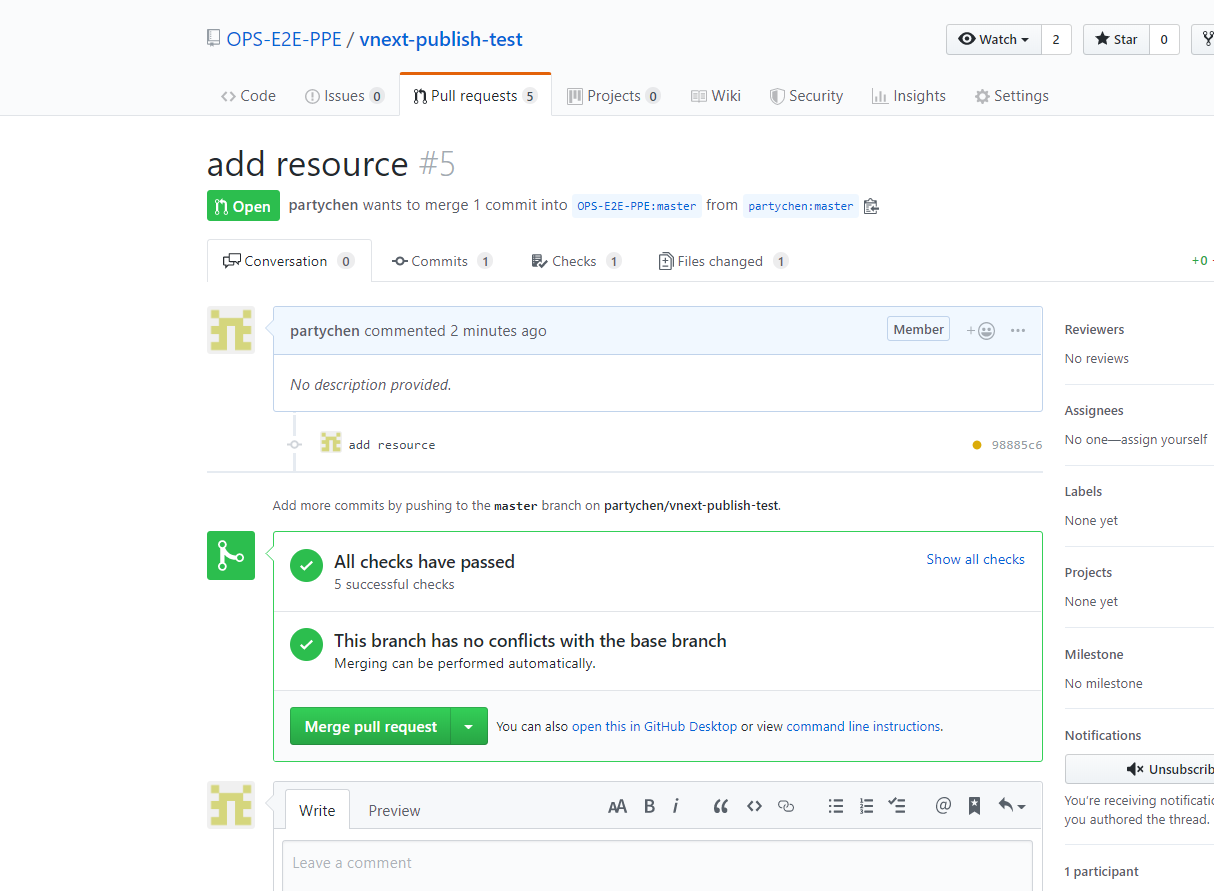 OPS-E2E-PPE / vnext-publish-test
Watch 2 Star 0
Code Issues 0 Pull requests 5 Projects 0 Wiki Security Insights Settings
add resource #5
Open partychen wants to merge 1 commit into OPS-E2E-PPE:master from partychen:master
Conversation 0 Commits 1 Checks 1 Files changed 1 +0
partychen commented 2 minutes ago Member
No description provided.
add resource 98885c6
Add more commits by pushing to the master branch on partychen/vnext-publish-test.
All checks have passed Show all checks
5 successful checks
This branch has no conflicts with the base branch
Merging can be performed automatically.
Merge pull request You can also open this in GitHub Desktop or view command line instructions.
Write Preview AA B i @
Leave a comment
Reviewers
No reviews
Assignees
No one—assign yourself
Labels
None yet
Projects
None yet
Milestone
No milestone
Notifications
Unsubscrib
You're receiving notificatio
you authored the thread.
1 participant